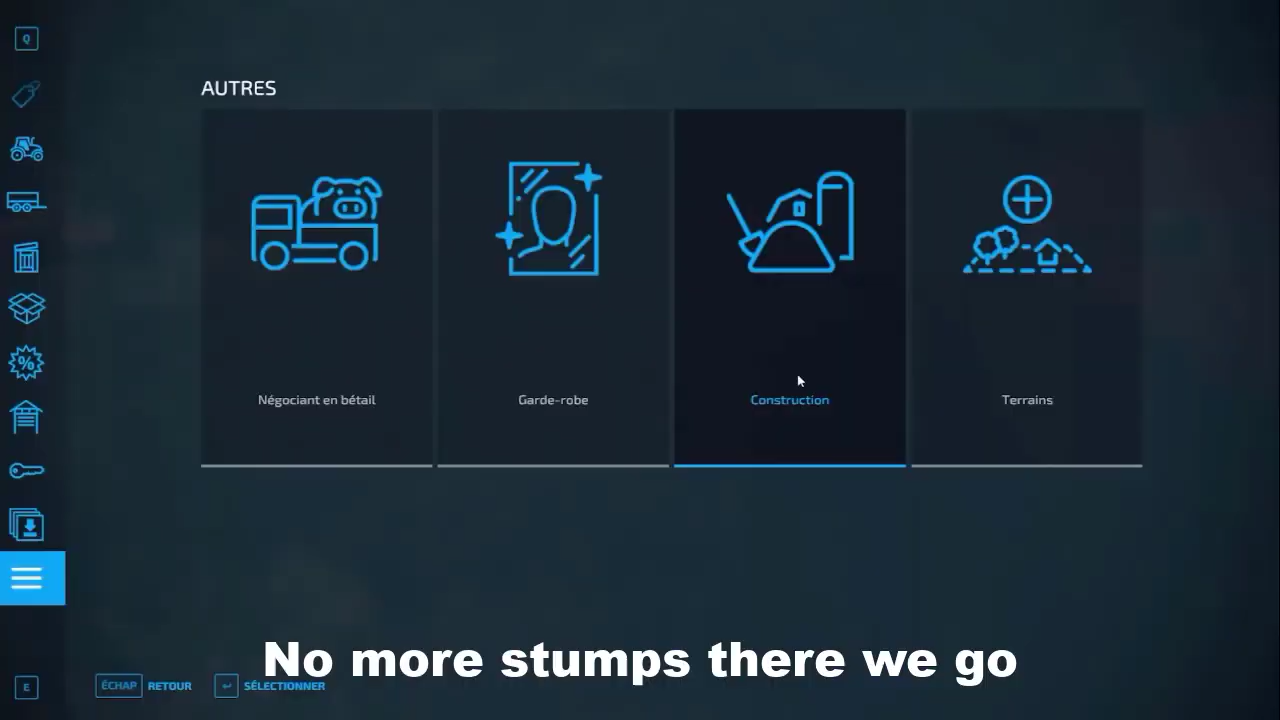 Q
AUTRES
%
Négociant en bétail
Garde-robe
Construction
Terrains
No more stumps there we go
E
ÉCHAP RETOUR
SÉLECTIONNER